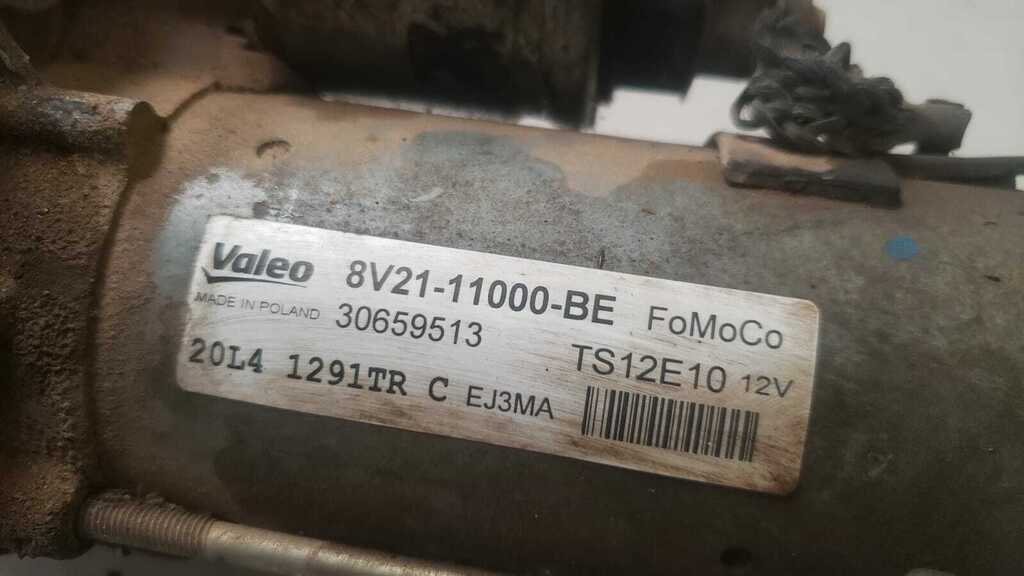 Valeo 8V21-11000-BE FoMoCo
MADE IN POLAND 30659513 TS12E10 12V
20L4 1291TR C EJ3MA